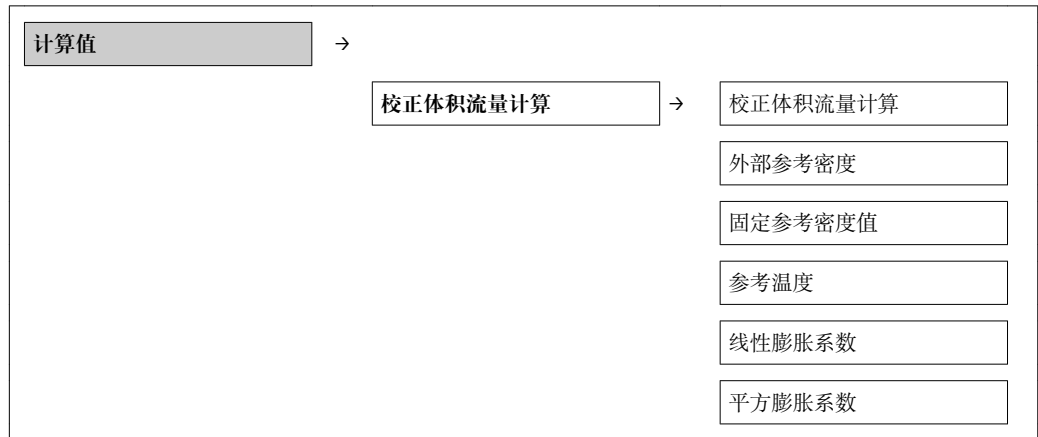 计算值 →
校正体积流量计算 → 校正体积流量计算
外部参考密度
固定参考密度值
参考温度
线性膨胀系数
平方膨胀系数